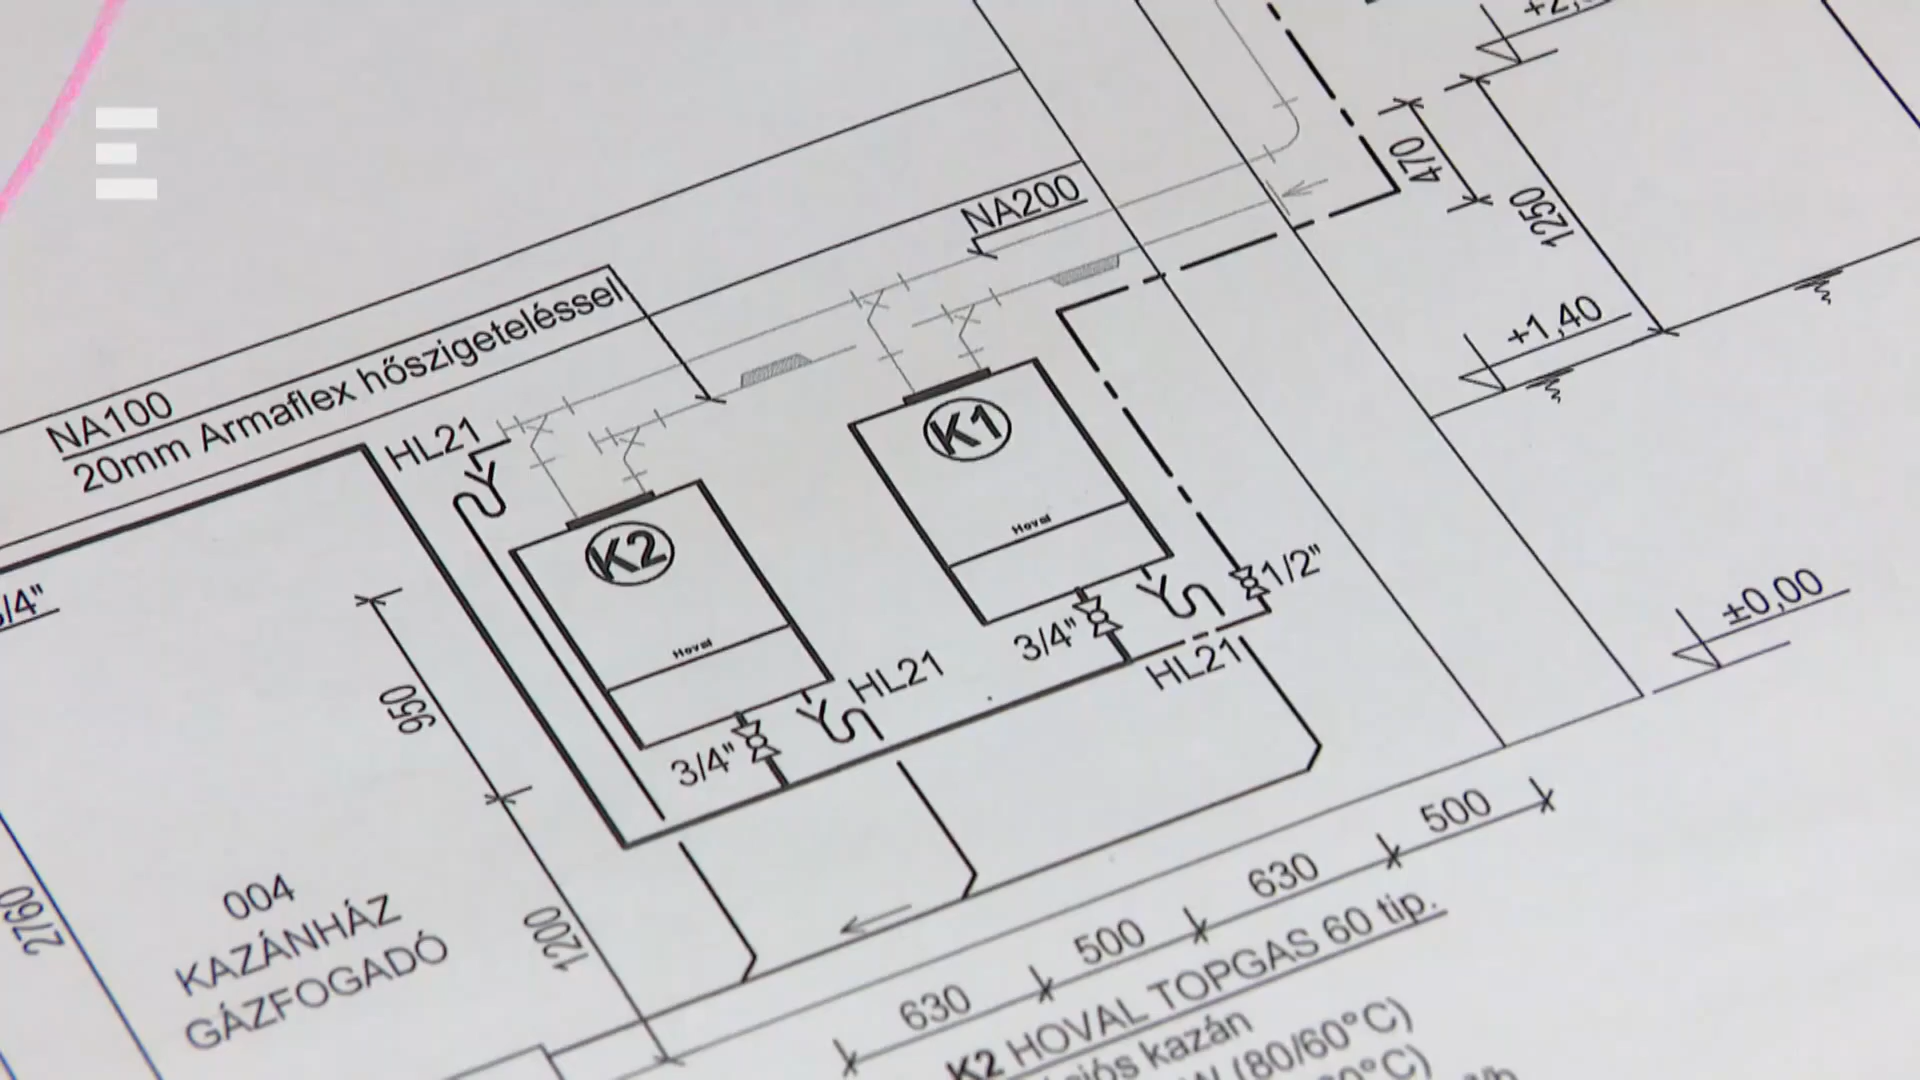 470
1250
NA200
+1,40
NA100
20mm Armaflex hőszigeteléssel
HL21
K1
Hoval
K2
Hoval
1/2"
±0,00
3/4"
HL21
HL21
3/4"
950
500
630
500
630
1200
2760
004
KAZÁNHÁZ
GÁZFOGADÓ
K2 HOVAL TOPGAS 60 tip.
kazán
(80/60°C)